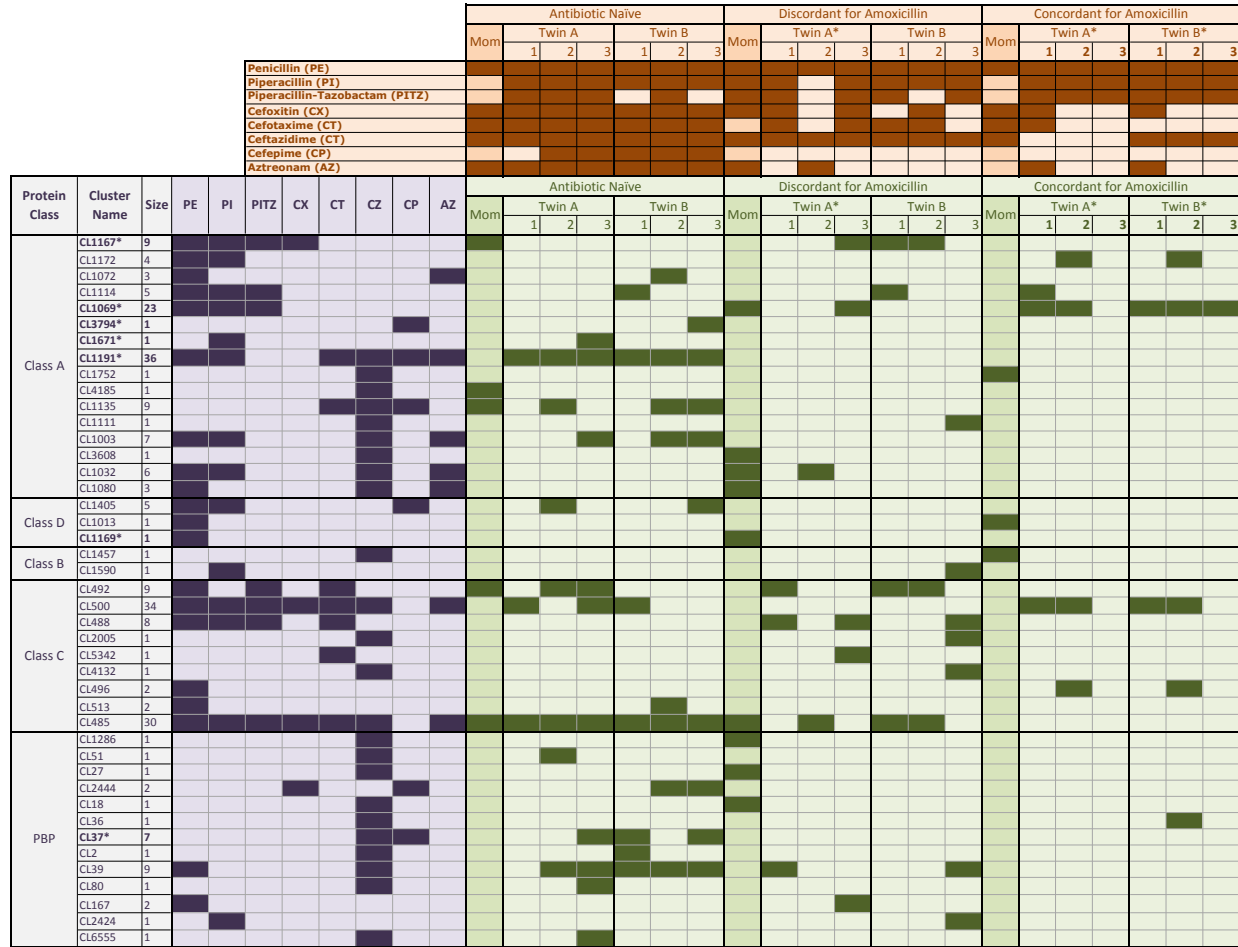 Antibiotic Naïve Discordant for Amoxicillin Concordant for Amoxicillin
Mom Twin A Twin B Mom Twin A* Twin B Mom Twin A* Twin B*
1 2 3 1 2 3 1 2 3 1 2 3 1 2 3 1 2 3
Penicillin (PE)
Piperacillin (PI)
Piperacillin-Tazobactam (PITZ)
Cefoxitin (CX)
Cefotaxime (CT)
Ceftazidime (CT)
Cefepime (CP)
Aztreonam (AZ)
Protein Class Cluster Name Size PE PI PITZ CX CT CZ CP AZ Antibiotic Naïve Discordant for Amoxicillin Concordant for Amoxicillin
Mom Twin A Twin B Mom Twin A* Twin B Mom Twin A* Twin B*
1 2 3 1 2 3 1 2 3 1 2 3 1 2 3 1 2 3
Class A
CL1167* 9
CL1172 4
CL1072 3
CL1114 5
CL1069* 23
CL3794* 1
CL1671* 1
CL1191* 36
CL1752 1
CL4185 1
CL1135 9
CL1111 1
CL1003 7
CL3608 1
CL1032 6
CL1080 3
Class D
CL1405 5
CL1013 1
CL1169* 1
Class B
CL1457 1
CL1590 1
Class C
CL492 9
CL500 34
CL488 8
CL2005 1
CL5342 1
CL4132 1
CL496 2
CL513 2
CL485 30
PBP
CL1286 1
CL51 1
CL27 1
CL2444 2
CL18 1
CL36 1
CL37* 7
CL2 1
CL39 9
CL80 1
CL167 2
CL2424 1
CL6555 1